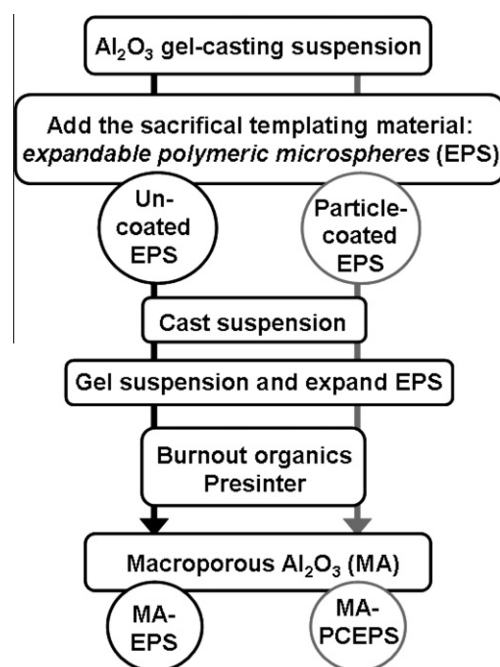 Al₂O₃ gel-casting suspension
Add the sacrifical templating material:
expandable polymeric microspheres (EPS)
Un-
coated
EPS
Particle-
coated
EPS
Cast suspension
Gel suspension and expand EPS
Burnout organics
Presinter
Macroporous Al₂O₃ (MA)
MA-
EPS
MA-
PCEPS